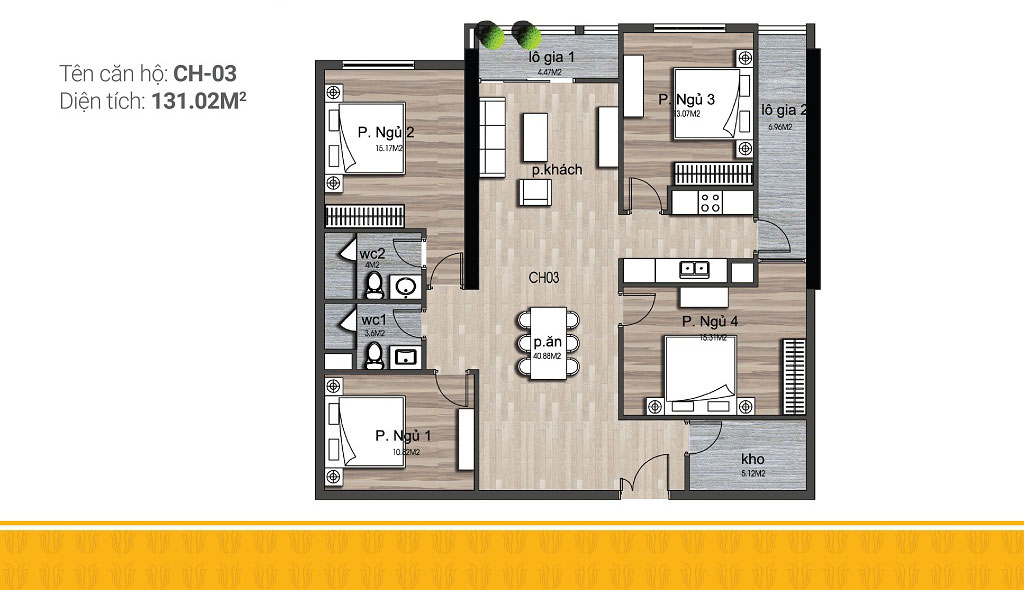 Tên căn hộ: CH-03
Diện tích: 131.02M²
lô gia 1
4.47M2
P. Ngủ 3
13.07M2
lô gia 2
6.96M2
P. Ngủ 2
15.17M2
p.khách
wc2
4M2
CH03
wc1
3.6M2
P. Ngủ 4
15.31M2
p.ăn
40.88M2
P. Ngủ 1
10.82M2
kho
5.12M2